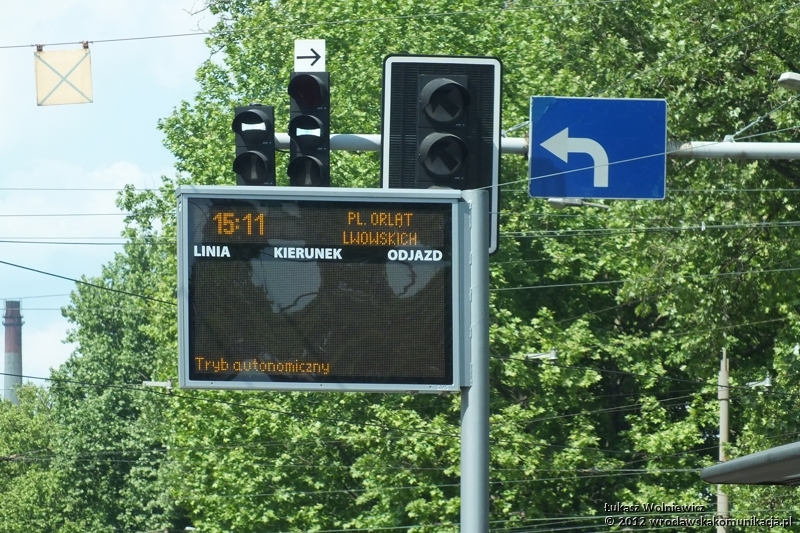 15:11 PL. ORLĄT
LWOWSKICH
LINIA KIERUNEK ODJAZD
Tryb autonomiczny
Łukasz Wolniewicz
© 2012 wroclawskakomunikacja.pl